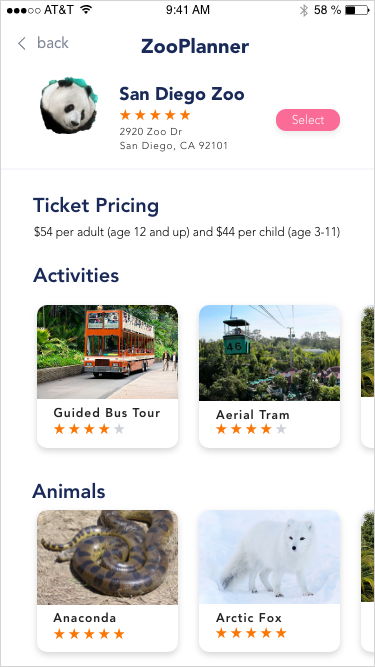 AT&T 9:41 AM 58 %
back
ZooPlanner
San Diego Zoo
2920 Zoo Dr
San Diego, CA 92101
Select
Ticket Pricing
$54 per adult (age 12 and up) and $44 per child (age 3-11)
Activities
46
Guided Bus Tour
Aerial Tram
Animals
Anaconda
Arctic Fox